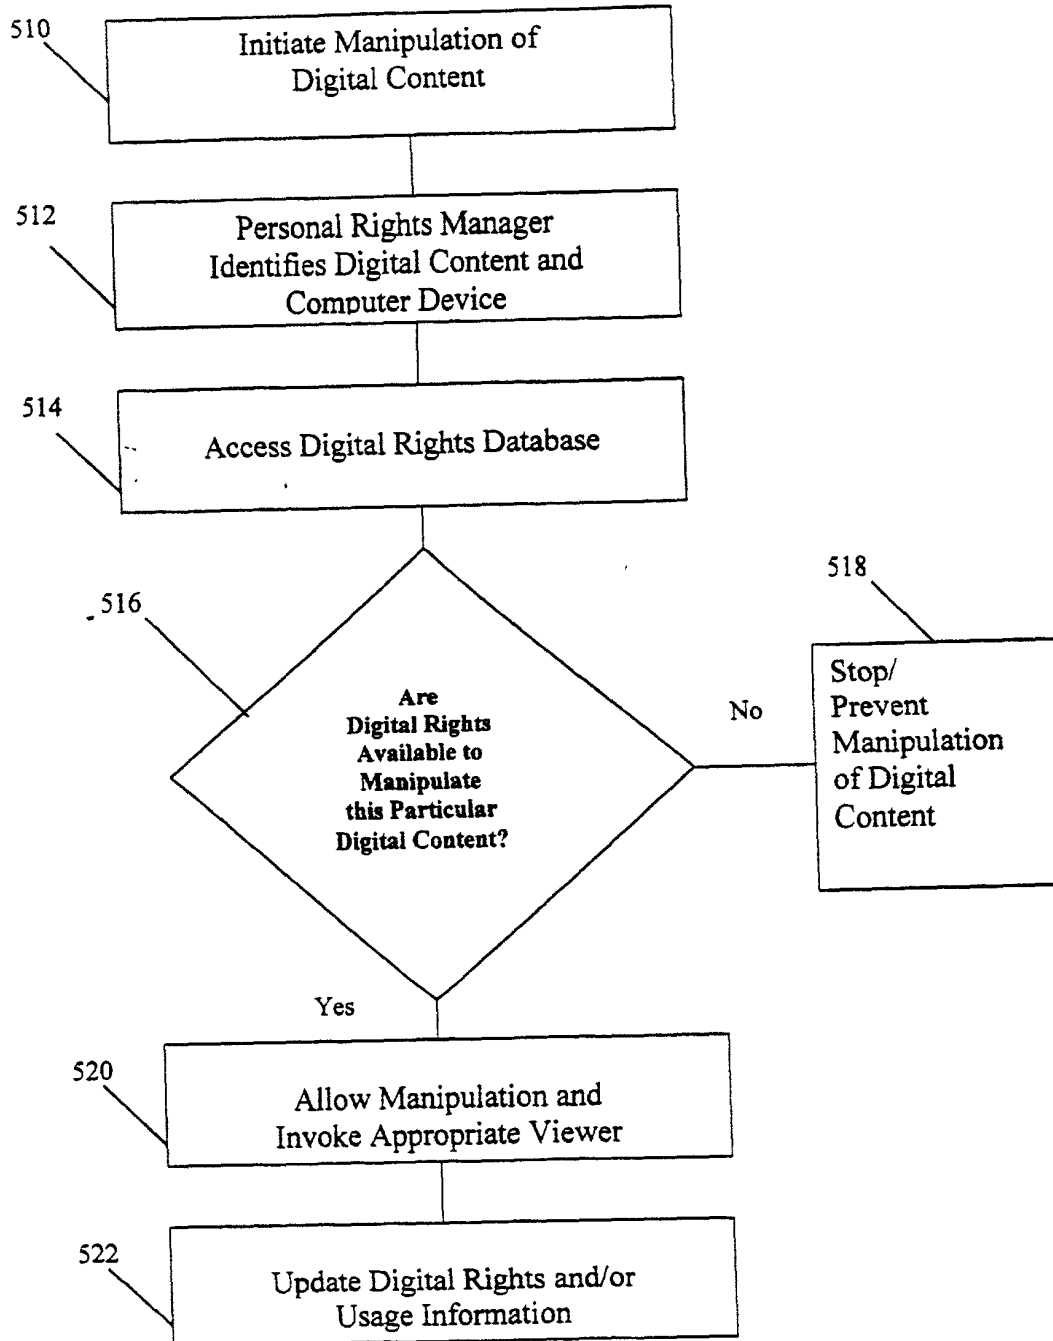 510
Initiate Manipulation of
Digital Content
512
Personal Rights Manager
Identifies Digital Content and
Computer Device
514
Access Digital Rights Database
516
Are
Digital Rights
Available to
Manipulate
this Particular
Digital Content?
No
518
Stop/
Prevent
Manipulation
of Digital
Content
Yes
520
Allow Manipulation and
Invoke Appropriate Viewer
522
Update Digital Rights and/or
Usage Information